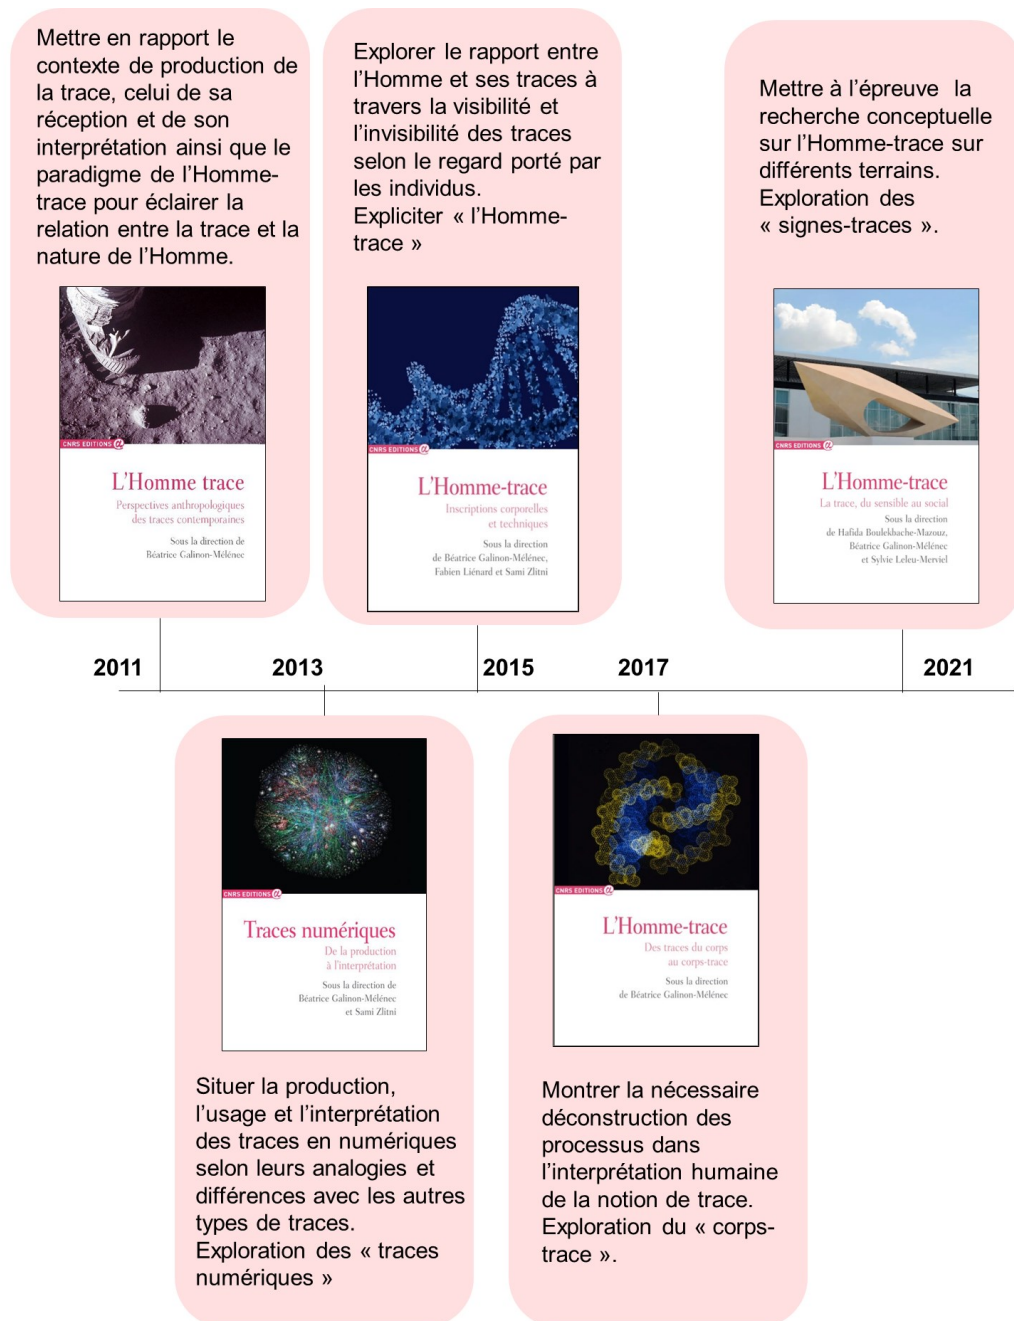 Mettre en rapport le
contexte de production de
la trace, celui de sa
réception et de son
interprétation ainsi que le
paradigme de l’Homme-
trace pour éclairer la
relation entre la trace et la
nature de l’Homme.
CNRS EDITIONS @
L’Homme trace
Perspectives anthropologiques
des traces contemporaines
Sous la direction de
Béatrice Galinon-Mélénec
Explorer le rapport entre
l’Homme et ses traces à
travers la visibilité et
l’invisibilité des traces
selon le regard porté par
les individus.
Expliciter « l’Homme-
trace »
CNRS EDITIONS @
L’Homme-trace
Inscriptions corporelles
et techniques
Sous la direction
de Béatrice Galinon-Mélénec,
Fabien Liénard et Sami Zlitni
Mettre à l’épreuve la
recherche conceptuelle
sur l’Homme-trace sur
différents terrains.
Exploration des
« signes-traces ».
CNRS EDITIONS @
L’Homme-trace
La trace, du sensible au social
Sous la direction
de Hafida Boulekbache-Mazouz,
Béatrice Galinon-Mélénec
et Sylvie Leleu-Merviel
2011
2013
2015
2017
2021
CNRS EDITIONS @
Traces numériques
De la production
à l’interprétation
Sous la direction de
Béatrice Galinon-Mélénec
et Sami Zlitni
Situer la production,
l’usage et l’interprétation
des traces en numériques
selon leurs analogies et
différences avec les autres
types de traces.
Exploration des « traces
numériques »
CNRS EDITIONS @
L’Homme-trace
Des traces du corps
au corps-trace
Sous la direction
de Béatrice Galinon-Mélénec
Montrer la nécessaire
déconstruction des
processus dans
l’interprétation humaine
de la notion de trace.
Exploration du « corps-
trace ».